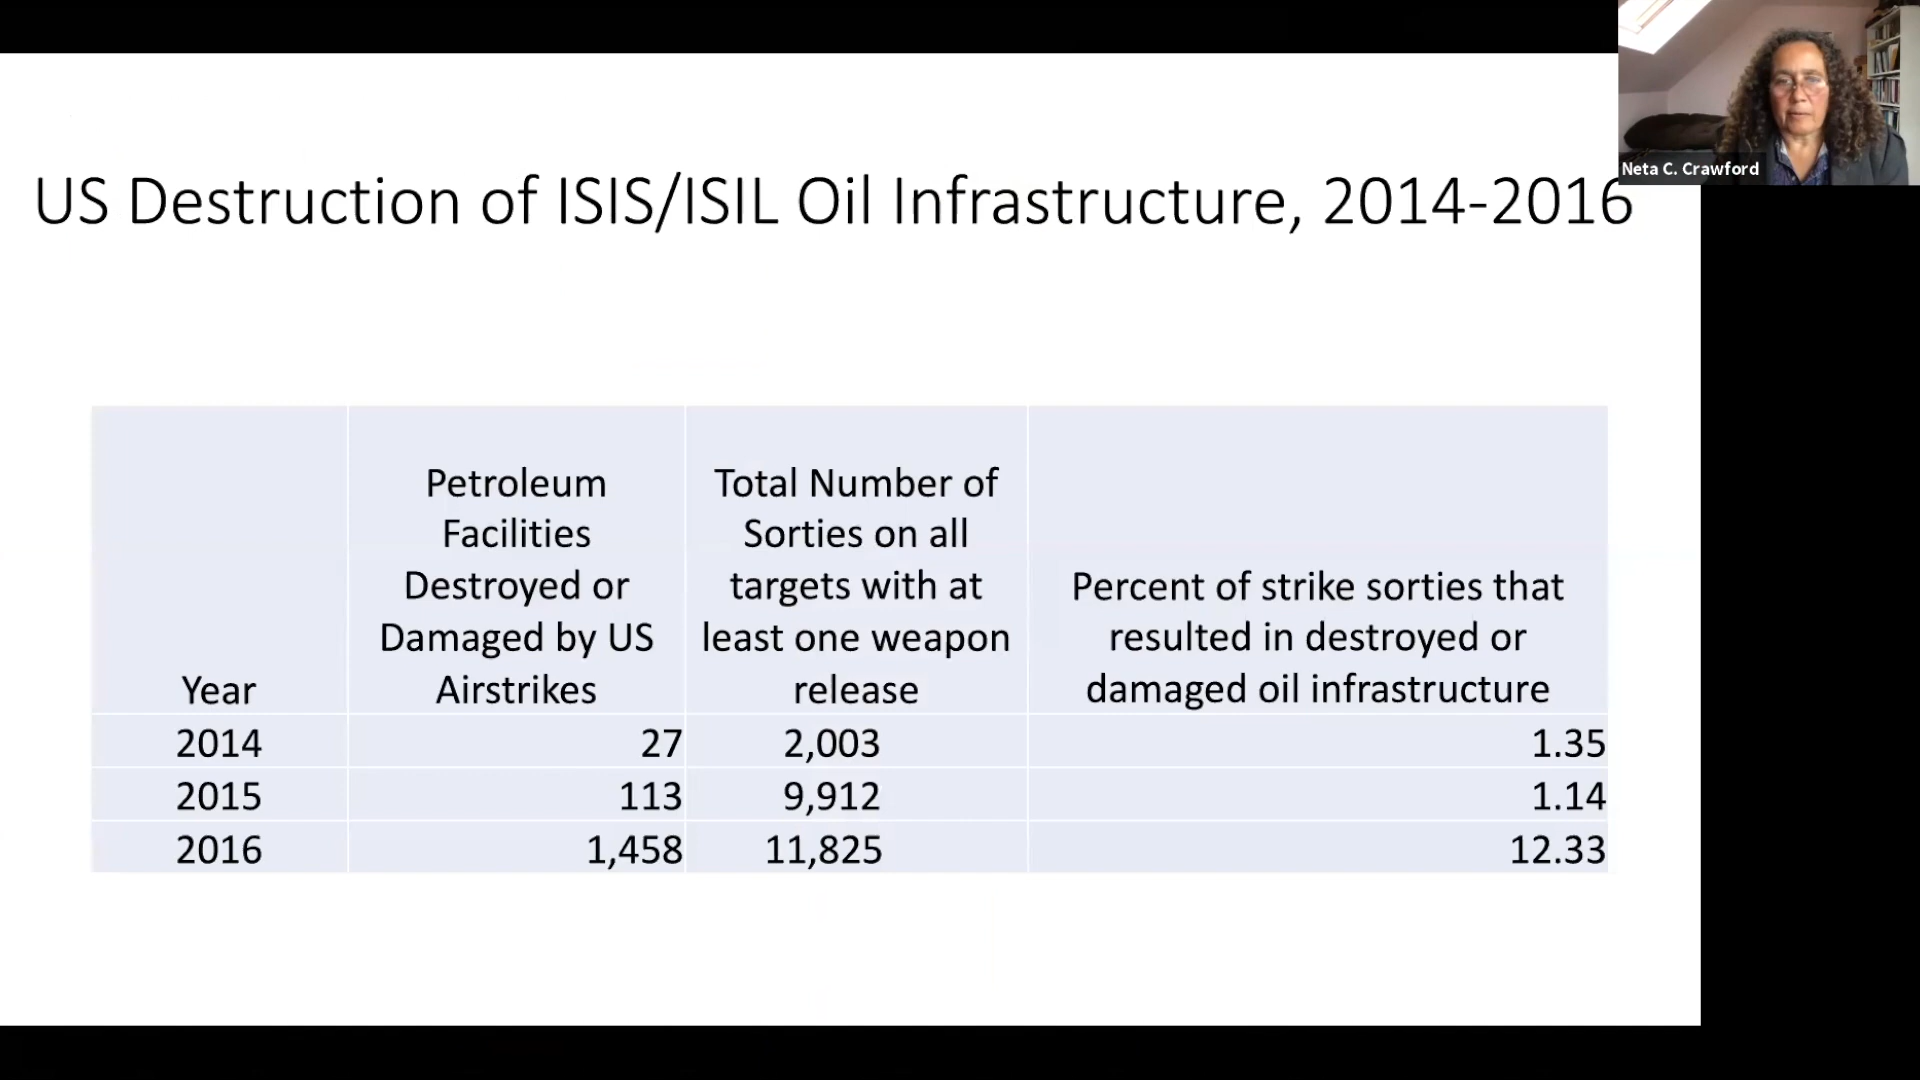 Neta C. Crawford
US Destruction of ISIS/ISIL Oil Infrastructure, 2014-2016
Year
Petroleum
Facilities
Destroyed or
Damaged by US
Airstrikes
Total Number of
Sorties on all
targets with at
least one weapon
release
Percent of strike sorties that
resulted in destroyed or
damaged oil infrastructure
2014 27 2,003 1.35
2015 113 9,912 1.14
2016 1,458 11,825 12.33